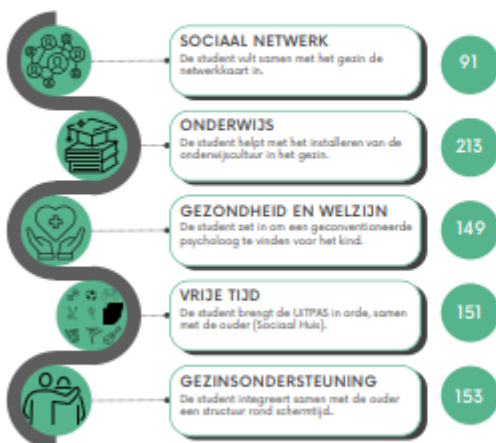 SOCIAAL NETWERK
De student vult samen met het gezin de
netwerkkaart in.
91
ONDERWIJS
De student helpt met het installeren van de
onderwijscultuur in het gezin.
213
GEZONDHEID EN WELZIJN
De student zet in om een geconventioneerde
psycholoog te vinden voor het kind.
149
VRIJE TIJD
De student brengt de UiTPAS in orde, samen
met de ouder (Sociaal Huis).
151
GEZINSONDERSTEUNING
De student integreert samen met de ouder
een structuur rond schermtijd..
153